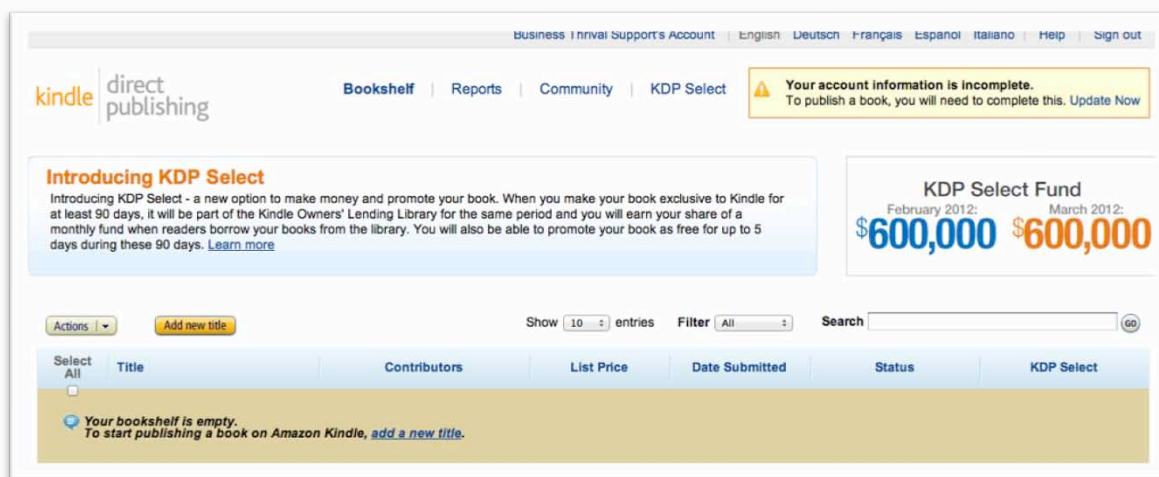 Business Thrival Support's Account | English Deutsch Français Espanol Italiano | Help | Sign out
kindle direct publishing
Bookshelf | Reports | Community | KDP Select
Your account information is incomplete.
To publish a book, you will need to complete this. Update Now
Introducing KDP Select
Introducing KDP Select - a new option to make money and promote your book. When you make your book exclusive to Kindle for
at least 90 days, it will be part of the Kindle Owners' Lending Library for the same period and you will earn your share of a
monthly fund when readers borrow your books from the library. You will also be able to promote your book as free for up to 5
days during these 90 days. Learn more
KDP Select Fund
February 2012: March 2012:
$600,000 $600,000
Actions Add new title Show 10 entries Filter All Search GO
Select All Title Contributors List Price Date Submitted Status KDP Select
Your bookshelf is empty.
To start publishing a book on Amazon Kindle, add a new title.